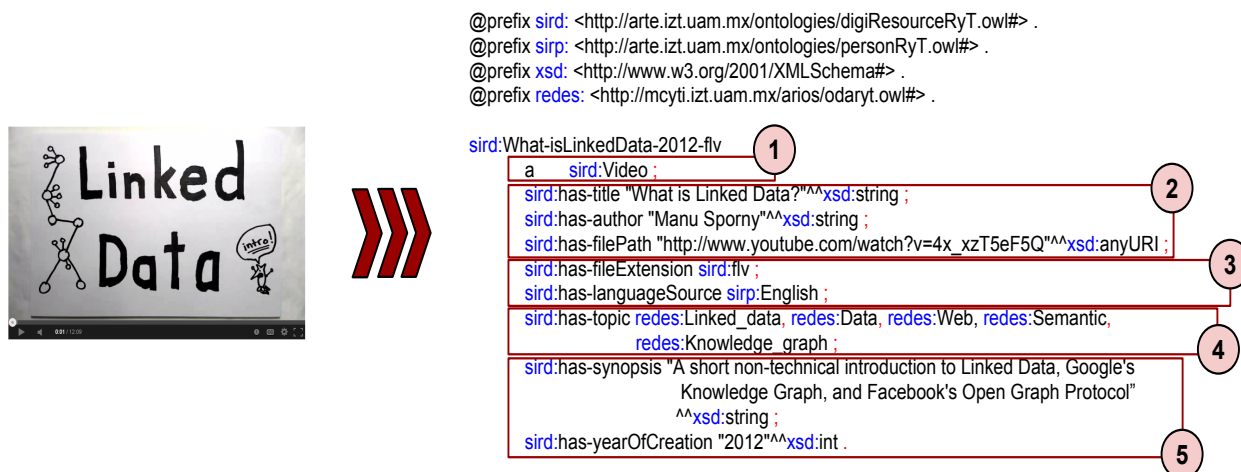 @prefix sird: <http://arte.izt.uam.mx/ontologies/digiResourceRyT.owl#> .
@prefix sirp: <http://arte.izt.uam.mx/ontologies/personRyT.owl#> .
@prefix xsd: <http://www.w3.org/2001/XMLSchema#> .
@prefix redes: <http://mcyti.izt.uam.mx/arios/odaryt.owl#> .
Linked
Data
intro!
0:01 / 12:09
sird:What-isLinkedData-2012-flv
1
a sird:Video ;
2
sird:has-title "What is Linked Data?"^^xsd:string ;
sird:has-author "Manu Sporny"^^xsd:string ;
sird:has-filePath "http://www.youtube.com/watch?v=4x_xzT5eF5Q"^^xsd:anyURI ;
3
sird:has-fileExtension sird:flv ;
sird:has-languageSource sirp:English ;
sird:has-topic redes:Linked_data, redes:Data, redes:Web, redes:Semantic,
redes:Knowledge_graph ;
4
sird:has-synopsis "A short non-technical introduction to Linked Data, Google's
Knowledge Graph, and Facebook's Open Graph Protocol”
^^xsd:string ;
sird:has-yearOfCreation "2012"^^xsd:int .
5